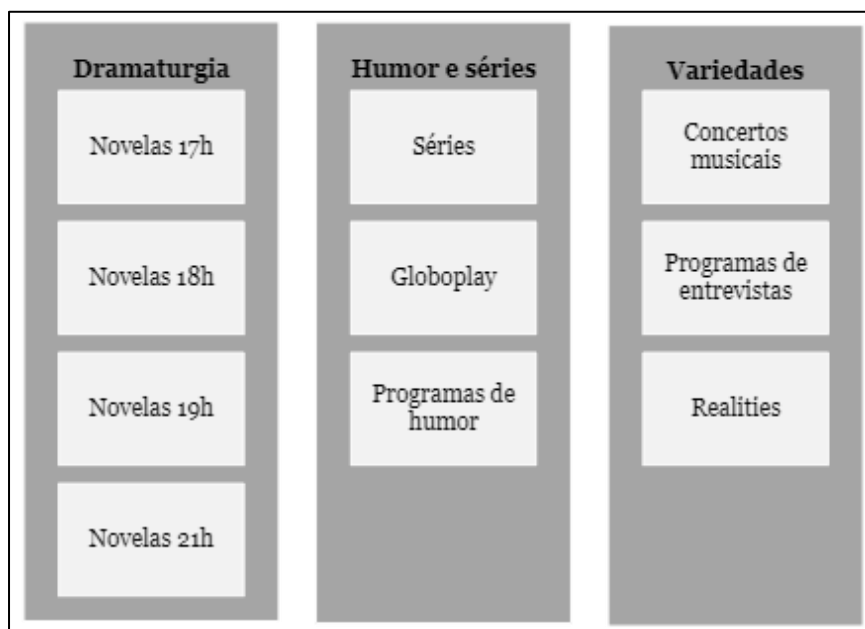 Dramaturgia
Novelas 17h
Novelas 18h
Novelas 19h
Novelas 21h
Humor e séries
Séries
Globoplay
Programas de
humor
Variedades
Concertos
musicais
Programas de
entrevistas
Realities